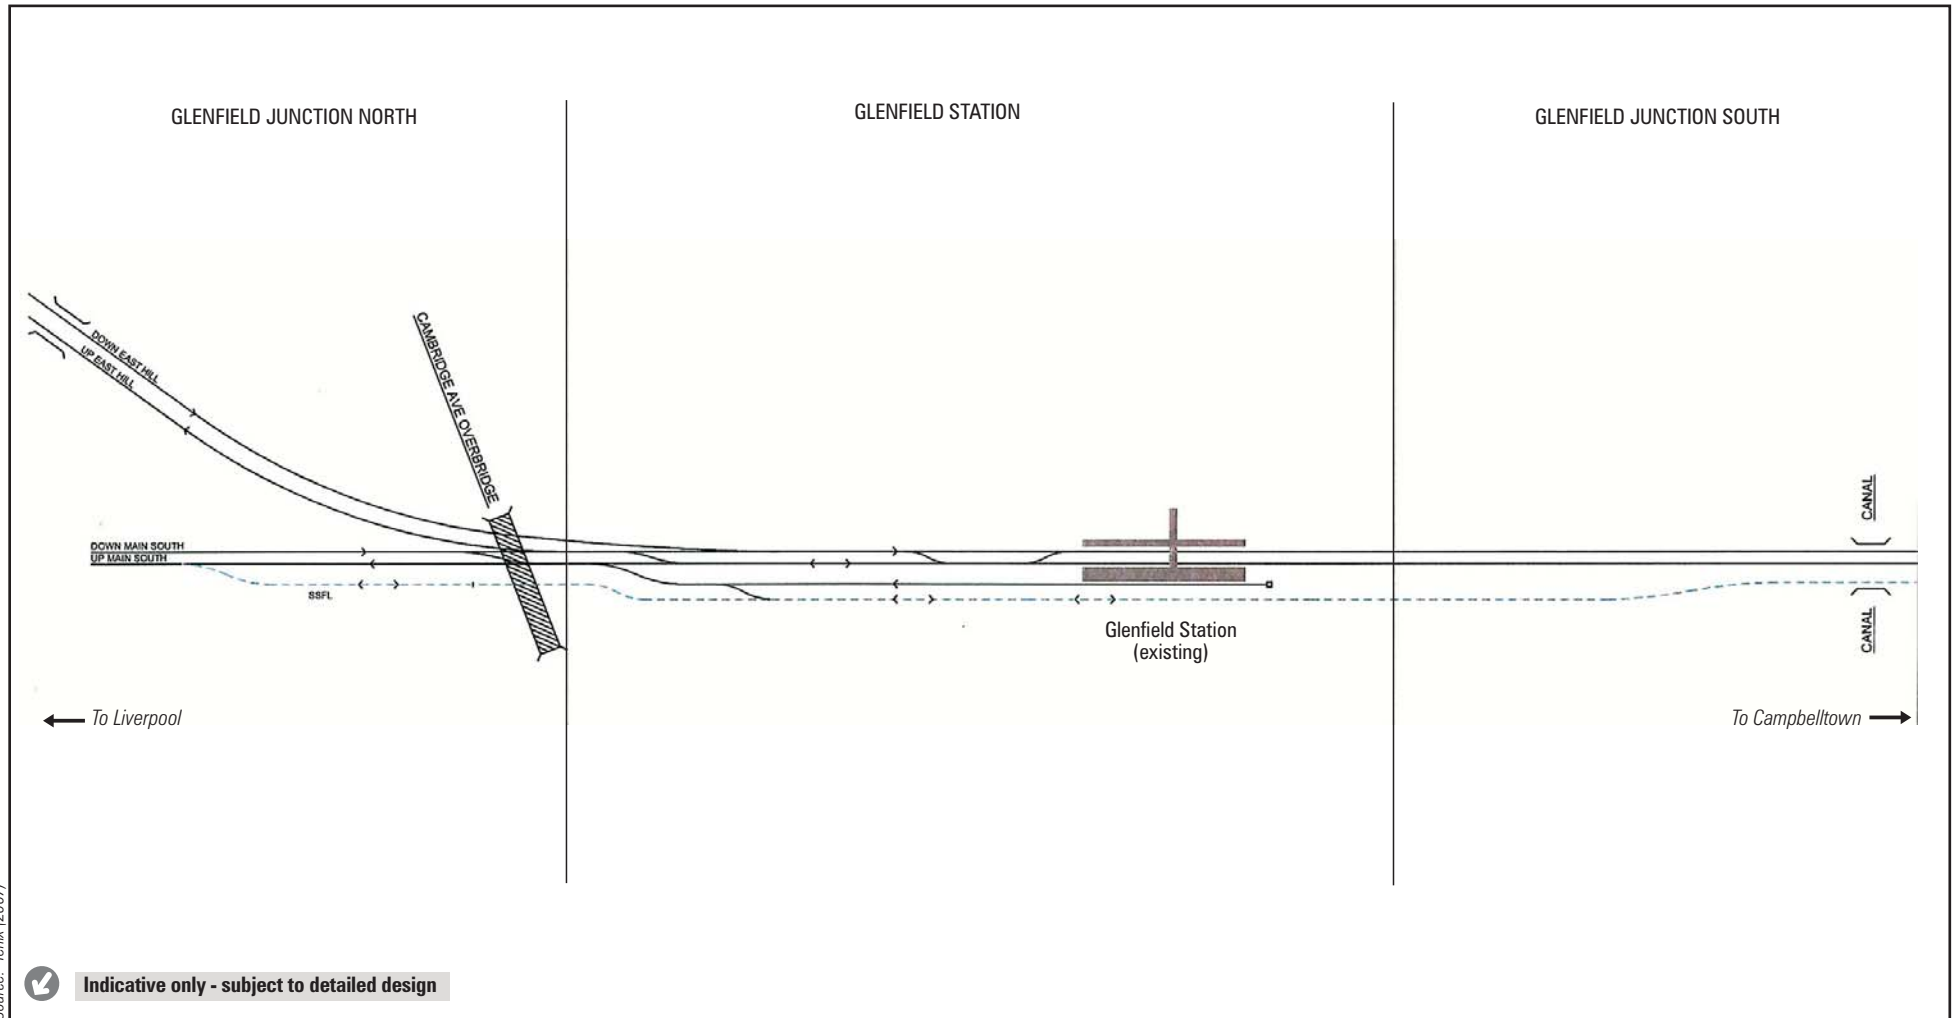 GLENFIELD JUNCTION NORTH
GLENFIELD STATION
GLENFIELD JUNCTION SOUTH
DOWN EAST HILL
UP EAST HILL
CAMBRIDGE AVE OVERBRIDGE
DOWN MAIN SOUTH
UP MAIN SOUTH
SSFL
CANAL
CANAL
Glenfield Station
(existing)
To Liverpool
To Campbelltown
Indicative only - subject to detailed design